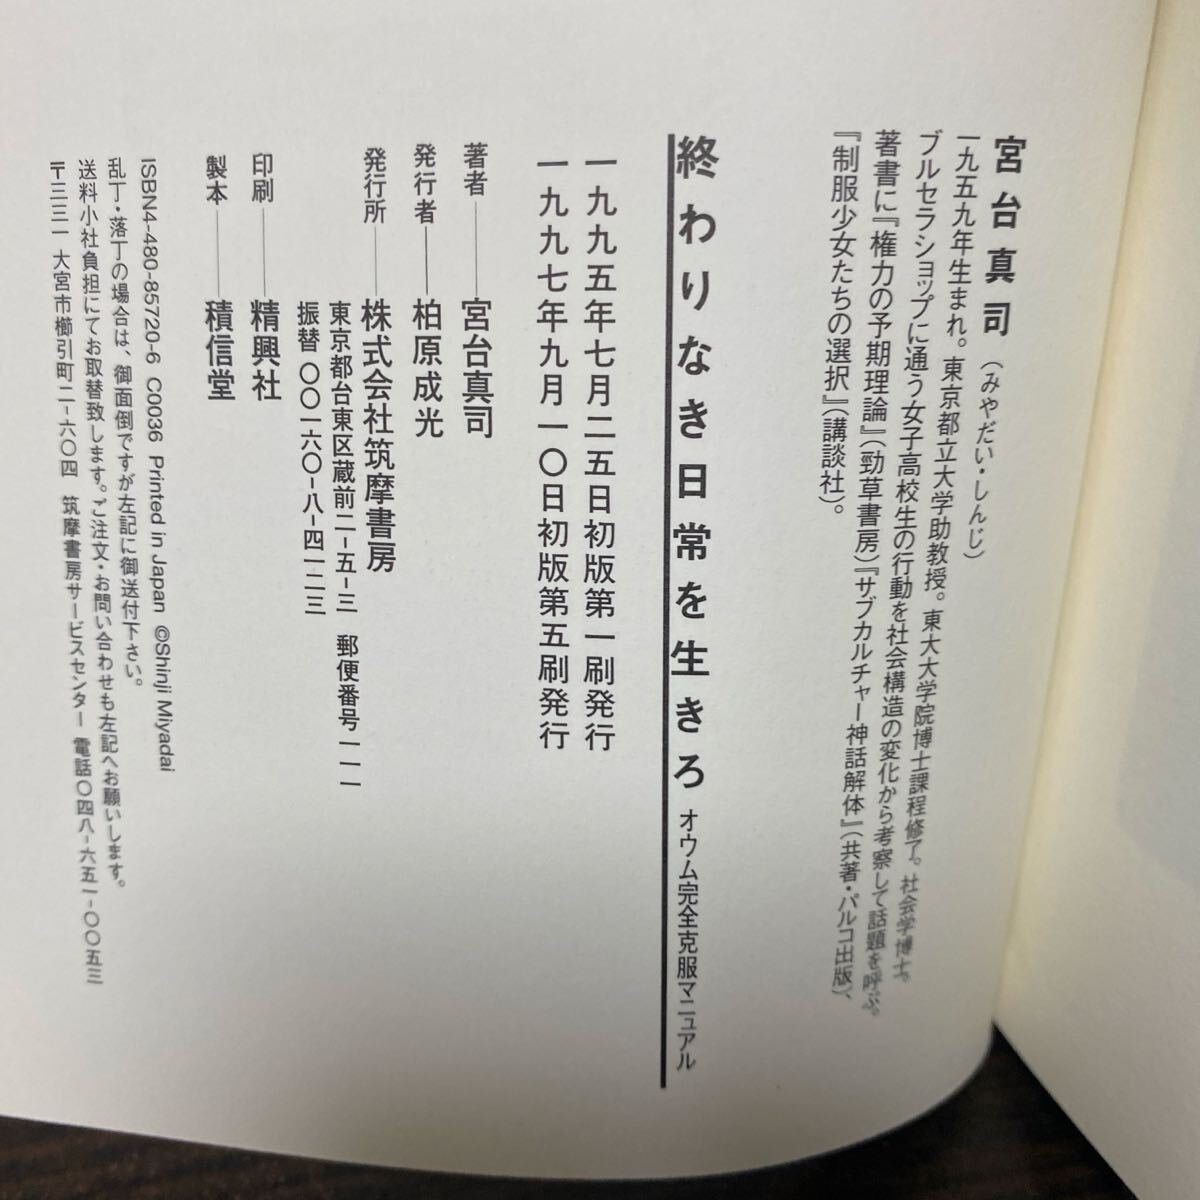 宮台真司(みやだい・しんじ)
一九五九年生まれ。東京都立大学助教授。東大大学院博士課程修了。社会学博士。
ブルセラショップに通う女子高校生の行動を社会構造の変化から考察して話題を呼ぶ。
著書に『権力の予期理論』(勁草書房)『サブカルチャー神話解体』(共著・パルコ出版)、
『制服少女たちの選択』(講談社)。
終わりなき日常を生きろ オウム完全克服マニュアル
一九九五年七月二五日初版第一刷発行
一九九七年九月一〇日初版第五刷発行
著者――宮台真司
発行者――柏原成光
発行所――株式会社筑摩書房
東京都台東区蔵前二-五-三 郵便番号一一一
振替 〇〇一六〇-八-四一二三
印刷――精興社
製本――積信堂
ISBN4-480-85720-6 C0036 Printed in Japan ©Shinji Miyadai
乱丁・落丁の場合は、御面倒ですが左記に御送付下さい。
送料小社負担にてお取替致します。ご注文・お問い合わせも左記へお願いします。
〒三三一 大宮市櫛引町二-六〇四 筑摩書房サービスセンター 電話〇四八-六五一-〇〇五三